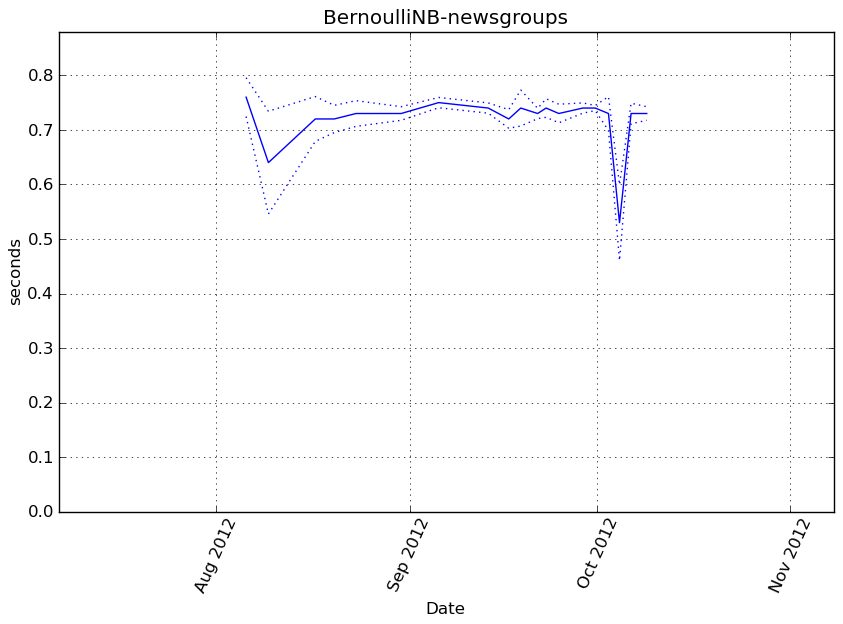 BernoulliNB-newsgroups
0.8
0.7
0.6
0.5
0.4
0.3
0.2
0.1
0.0
seconds
Aug 2012
Sep 2012
Oct 2012
Nov 2012
Date